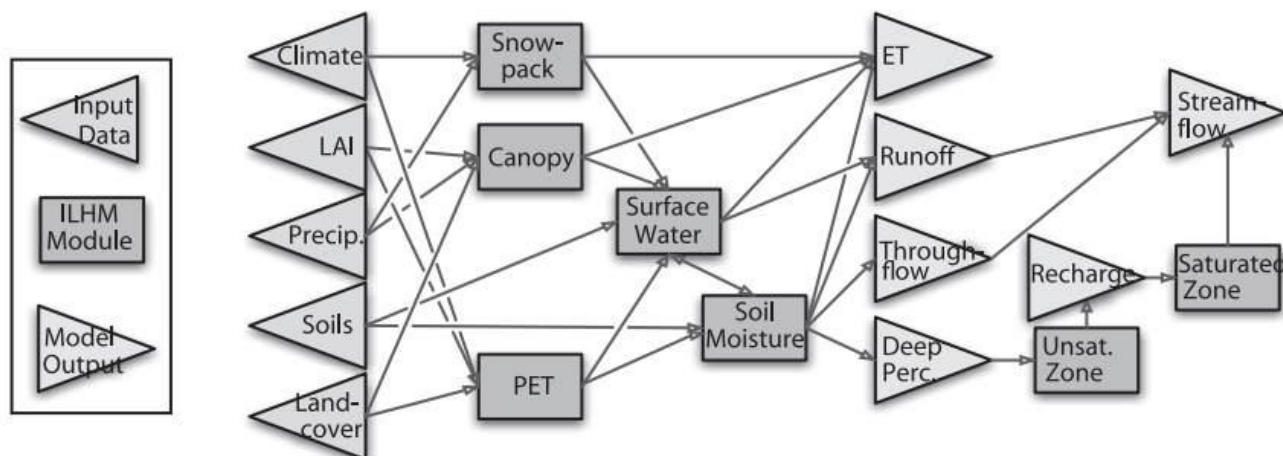 Input
Data
ILHM
Module
Model
Output
Climate
LAI
Precip.
Soils
Land-
cover
Snow-
pack
Canopy
PET
Surface
Water
Soil
Moisture
ET
Runoff
Through-
flow
Deep
Perc.
Recharge
Unsat.
Zone
Stream-
flow
Saturated
Zone